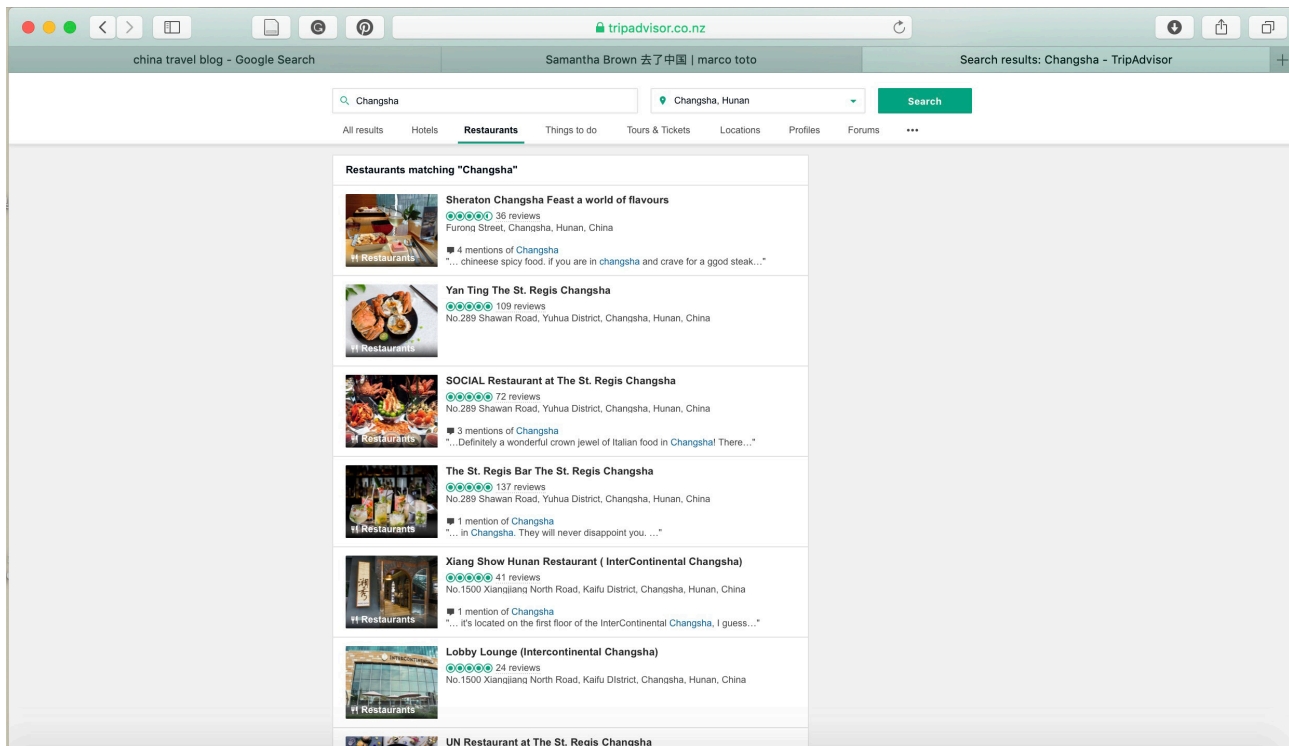 tripadvisor.co.nz
china travel blog - Google Search
Samantha Brown 去了中国 | marco toto
Search results: Changsha - TripAdvisor
Changsha
Changsha, Hunan
Search
All results
Hotels
Restaurants
Things to do
Tours & Tickets
Locations
Profiles
Forums
Restaurants matching "Changsha"
Restaurants
Sheraton Changsha Feast a world of flavours
36 reviews
Furong Street, Changsha, Hunan, China
4 mentions of Changsha
"... chineese spicy food. if you are in changsha and crave for a ggod steak..."
Restaurants
Yan Ting The St. Regis Changsha
109 reviews
No.289 Shawan Road, Yuhua District, Changsha, Hunan, China
Restaurants
SOCIAL Restaurant at The St. Regis Changsha
72 reviews
No.289 Shawan Road, Yuhua District, Changsha, Hunan, China
3 mentions of Changsha
"...Definitely a wonderful crown jewel of Italian food in Changsha! There..."
Restaurants
The St. Regis Bar The St. Regis Changsha
137 reviews
No.289 Shawan Road, Yuhua District, Changsha, Hunan, China
1 mention of Changsha
"... in Changsha. They will never disappoint you. ..."
湘秀
Restaurants
Xiang Show Hunan Restaurant ( InterContinental Changsha)
41 reviews
No.1500 Xiangjiang North Road, Kaifu District, Changsha, Hunan, China
1 mention of Changsha
"... it's located on the first floor of the InterContinental Changsha, I guess..."
INTERCONTINENTAL
Restaurants
Lobby Lounge (Intercontinental Changsha)
24 reviews
No.1500 Xiangjiang North Road, Kaifu DIstrict, Changsha, Hunan, China
UN Restaurant at The St. Regis Changsha